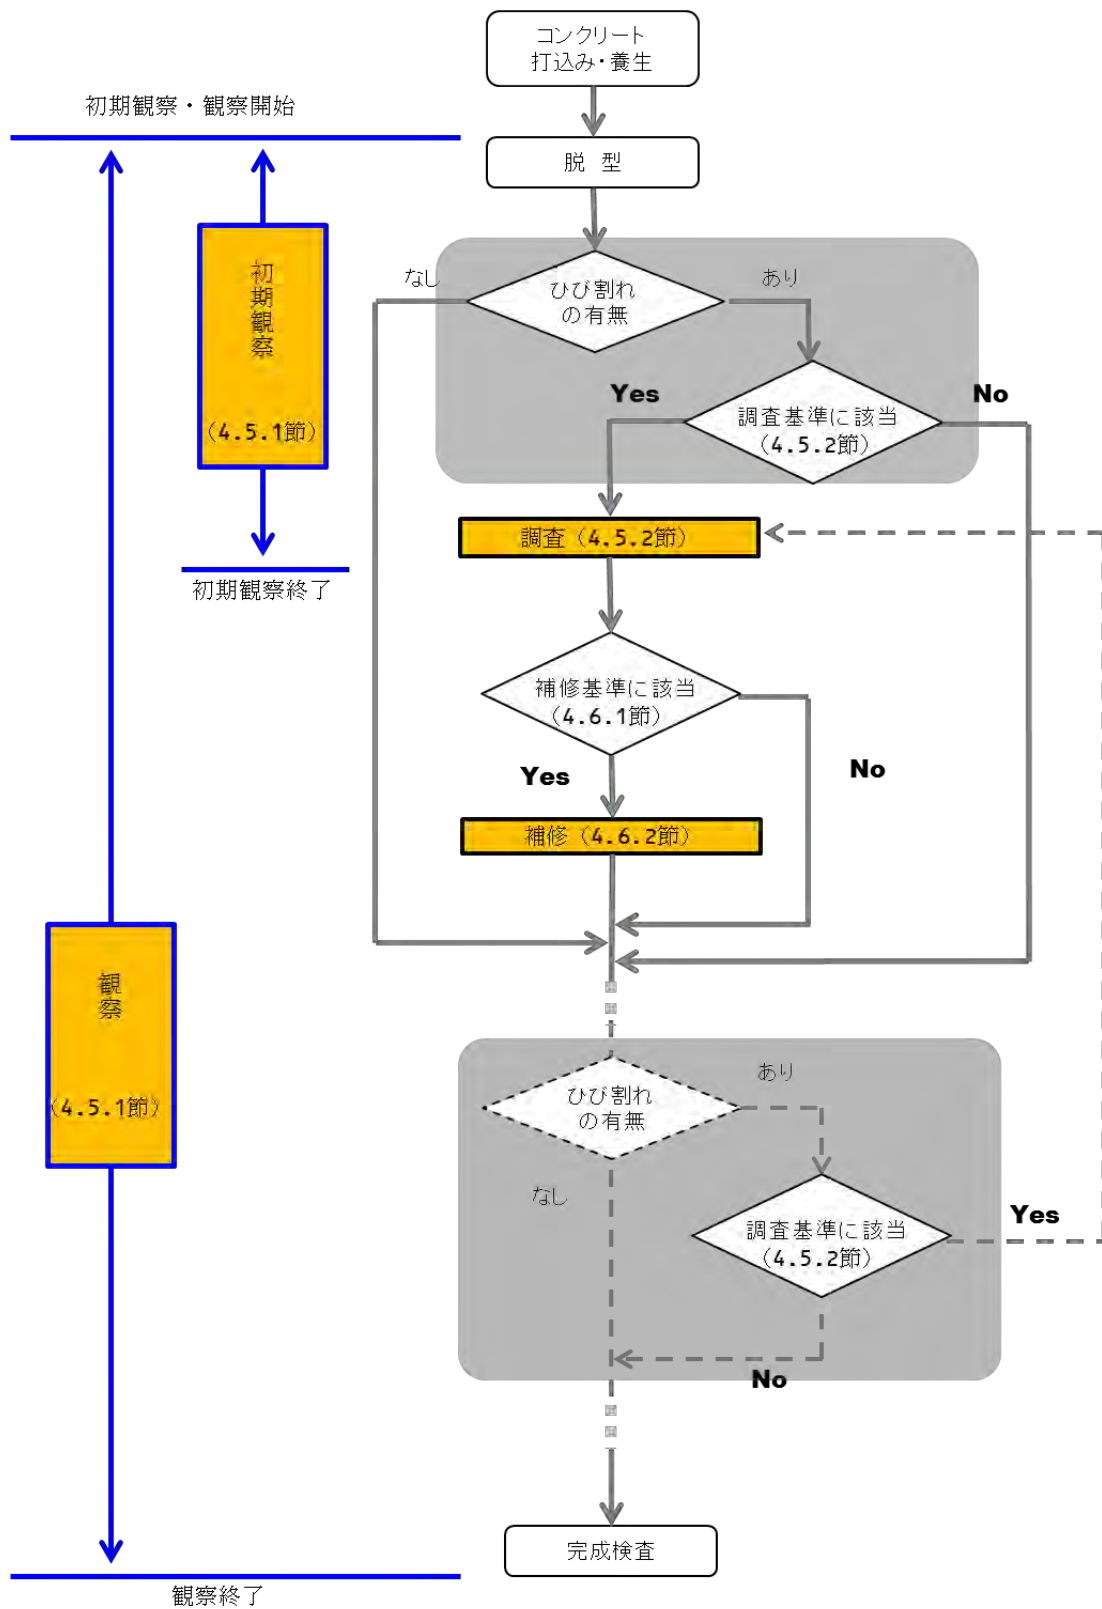 コンクリート
打込み・養生
初期観察・観察開始
脱 型
なし
ひび割れ
の有無
あり
初期観察
(4.5.1節)
Yes
調査基準に該当
(4.5.2節)
No
調査(4.5.2節)
初期観察終了
補修基準に該当
(4.6.1節)
Yes
No
補修(4.6.2節)
観察
(4.5.1節)
ひび割れ
の有無
あり
なし
調査基準に該当
(4.5.2節)
Yes
No
完成検査
観察終了